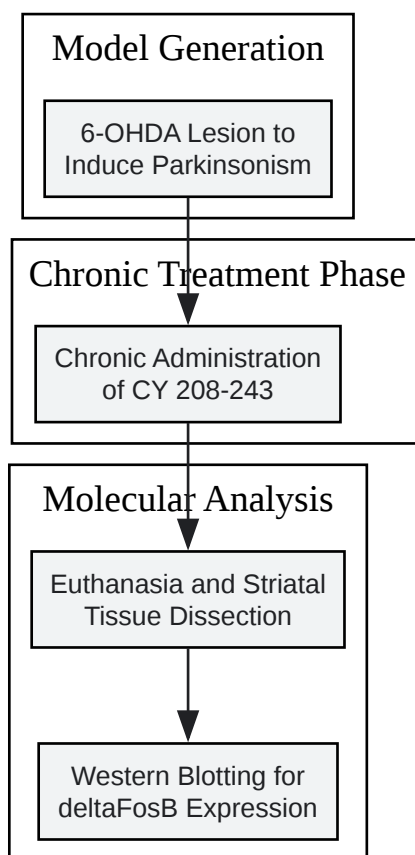 Model Generation
6-OHDA Lesion to
Induce Parkinsonism
Chronic Treatment Phase
Chronic Administration
of CY 208-243
Molecular Analysis
Euthanasia and Striatal
Tissue Dissection
Western Blotting for
deltaFosB Expression